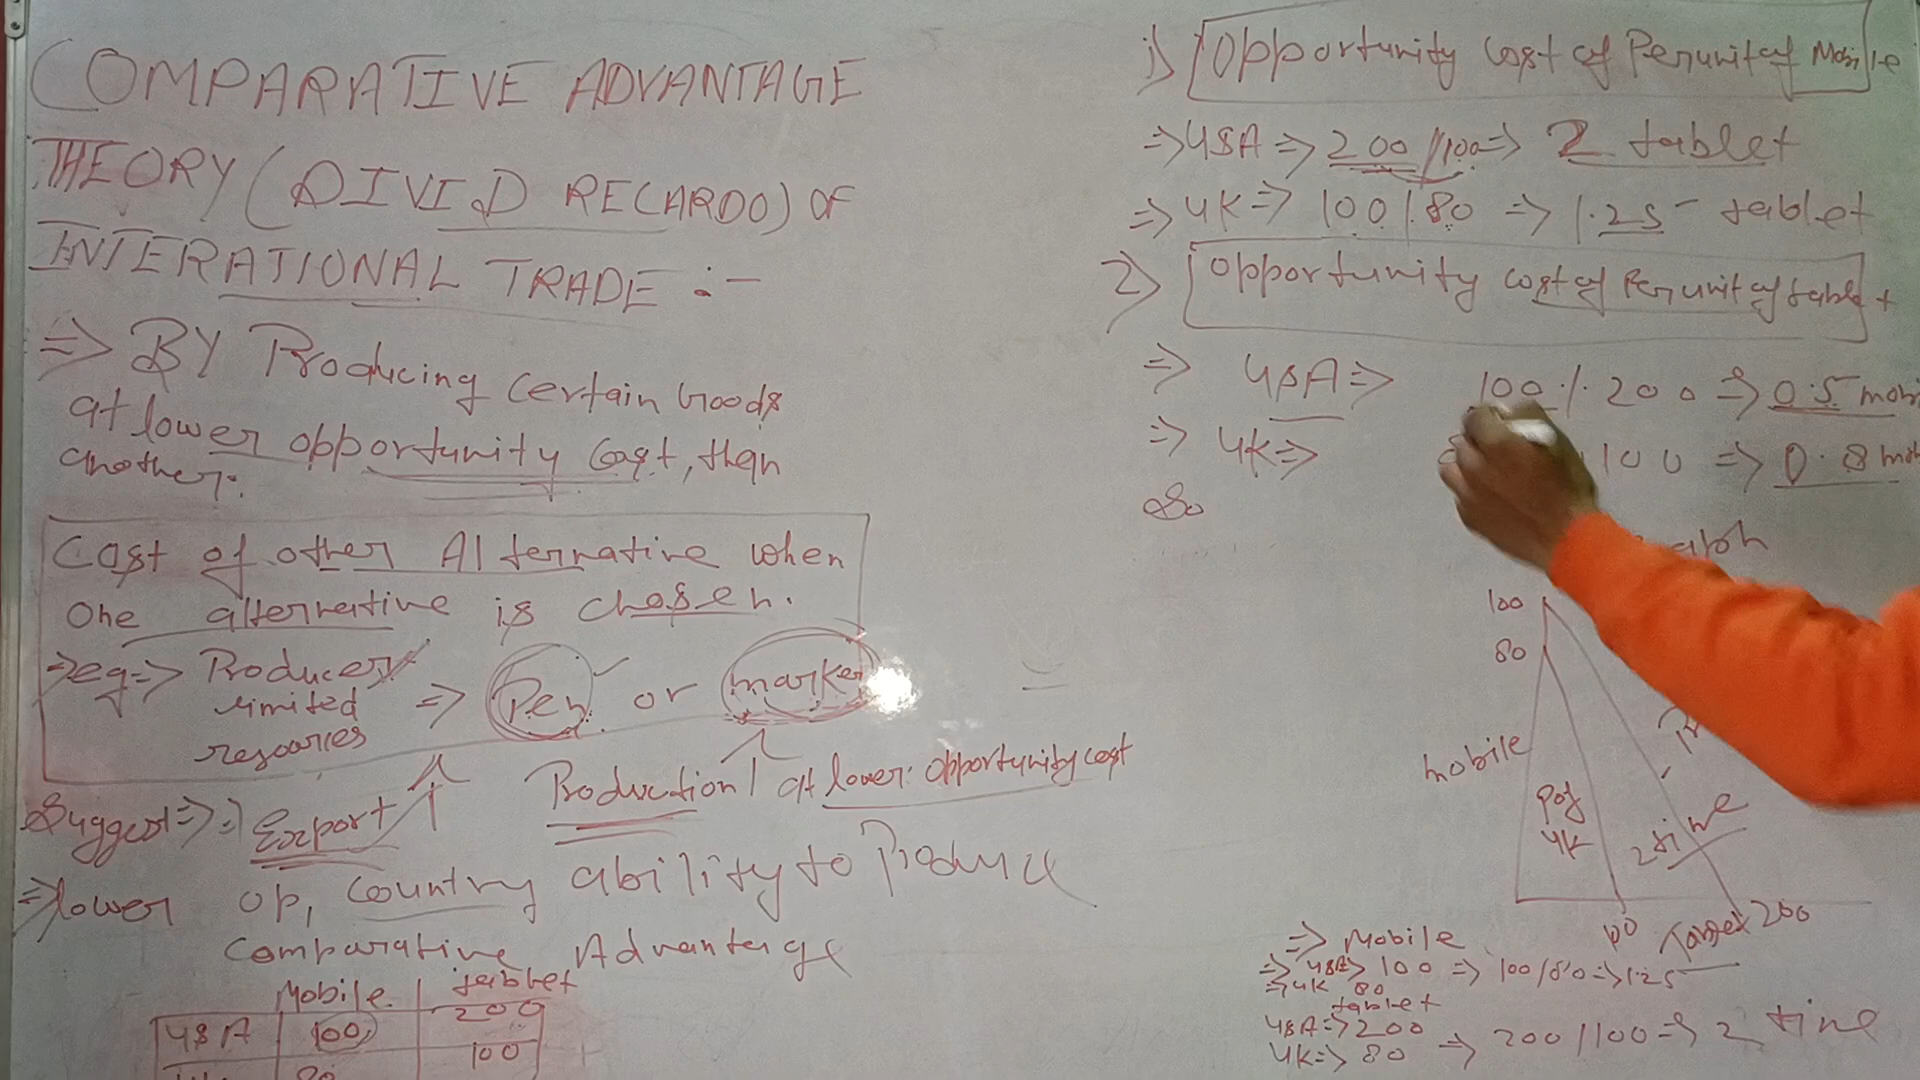 COMPARATIVE ADVANTAGE
THEORY (DIVID RECARDO) OF
INTERATIONAL TRADE :-
=> BY Producing certain Goods
at lower opportunity Cost, than
another.
Cost of other Alternative when
One alternative is chosen.
=> eg => Producer
limited
resources
=> Pen or marker
Suggest => => Export
Production at lower opportunity cost
=> lower op, country ability to Produce
Comparative Advantage
Mobile tablet
USA 100 200
80 100
1) Opportunity Cost of Per unit of Mobile
=> USA => 200/100 => 2 tablet
=> UK => 100/80 => 1.25 tablet
2) Opportunity cost of Per unit of tablet
=> USA => 100/200 => 0.5 mobi
=> UK => 100 => 0.8 mob
So
100
80
mobile
Pof
UK
2 time
100 Tablet 200
=> Mobile
=> USA => 100 => 100/80 => 1.25
=> UK 80
tablet
USA => 200
UK => 80 => 200/100 => 2 time